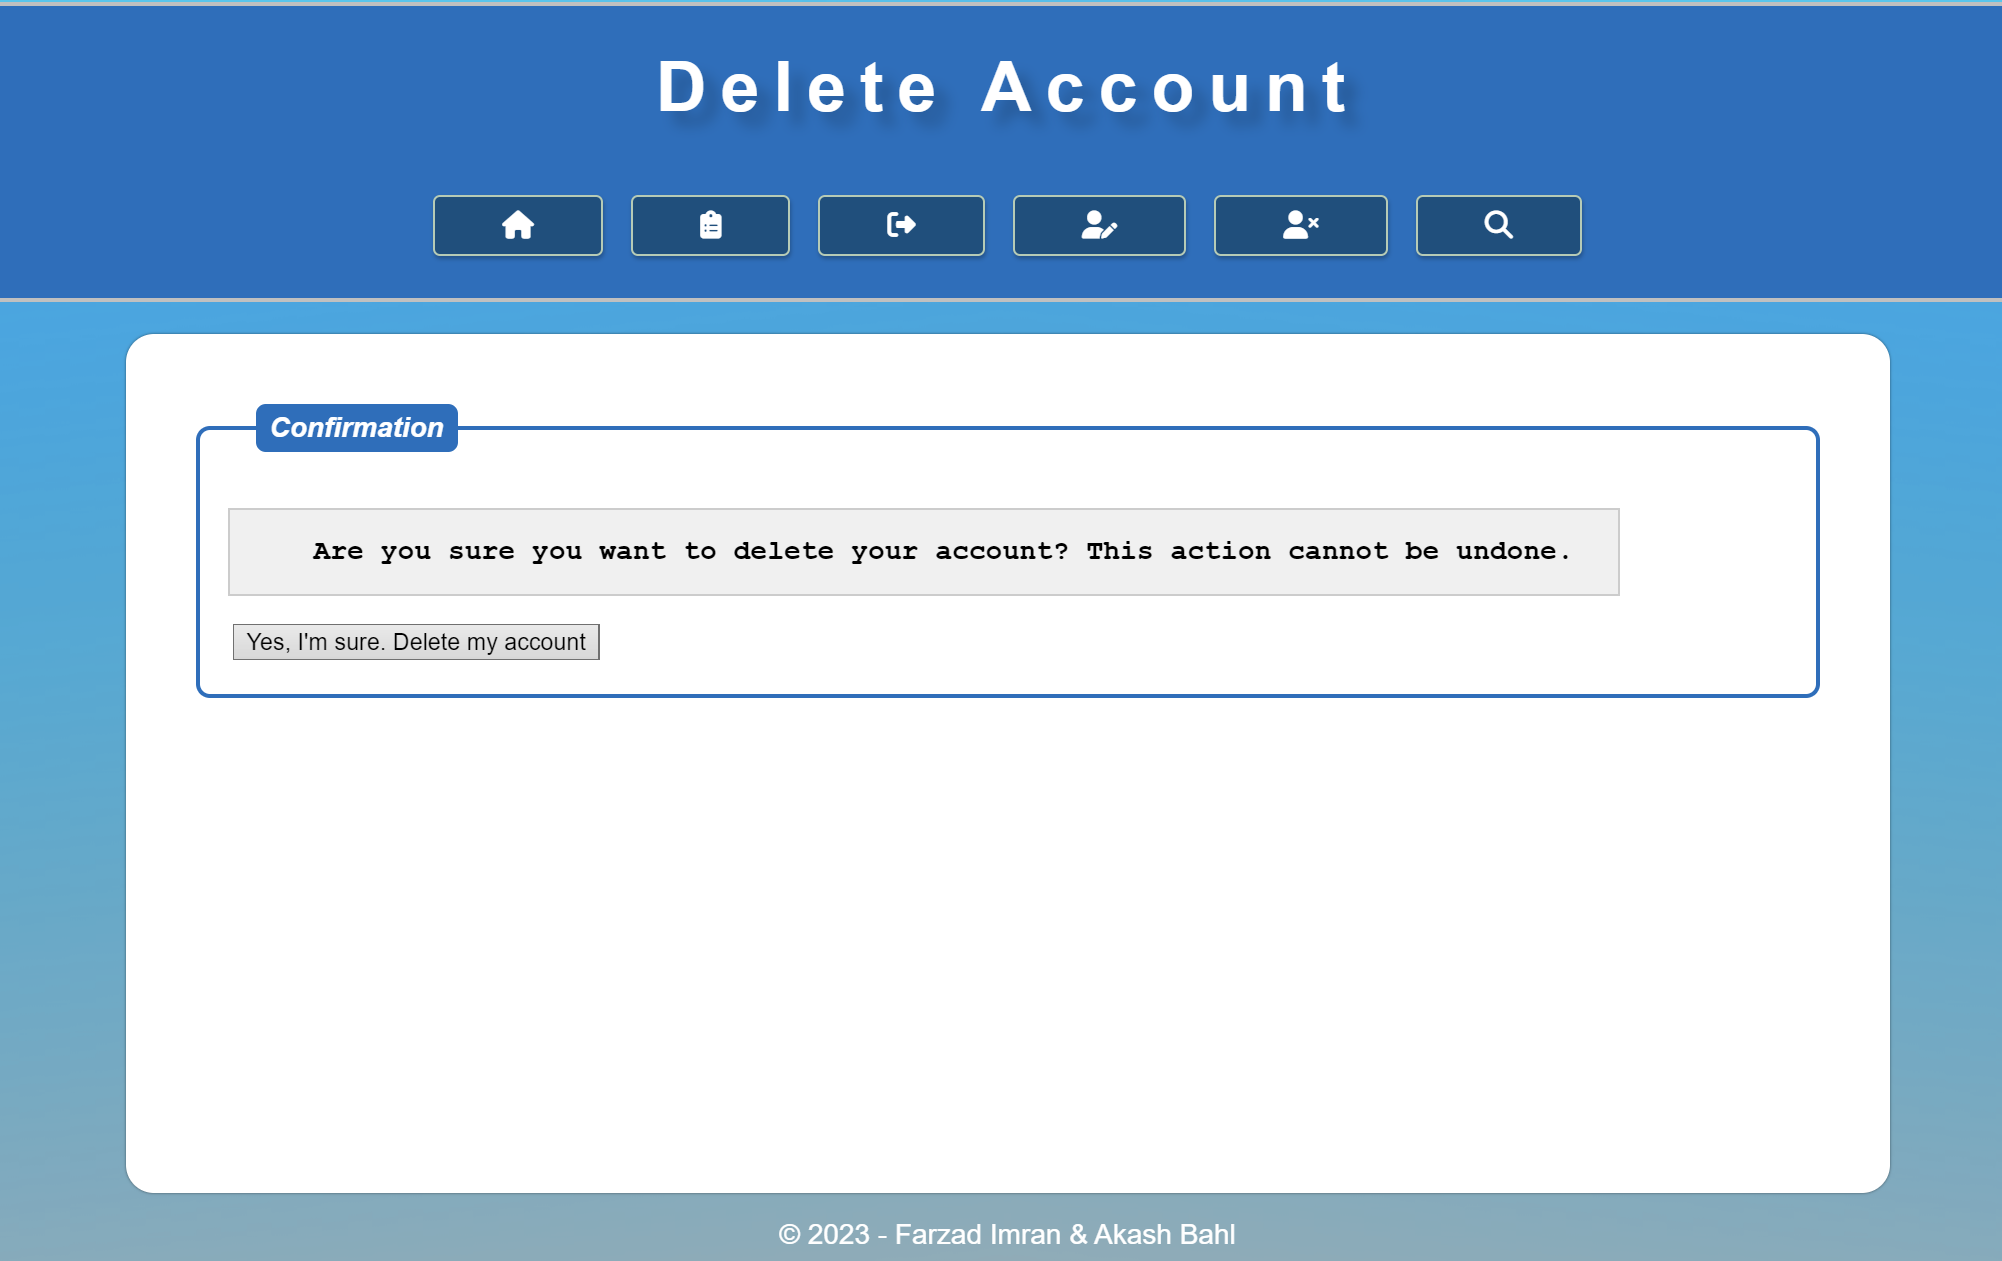 Delete Account
Confirmation
Are you sure you want to delete your account? This action cannot be undone.
Yes, I'm sure. Delete my account
© 2023 - Farzad Imran & Akash Bahl